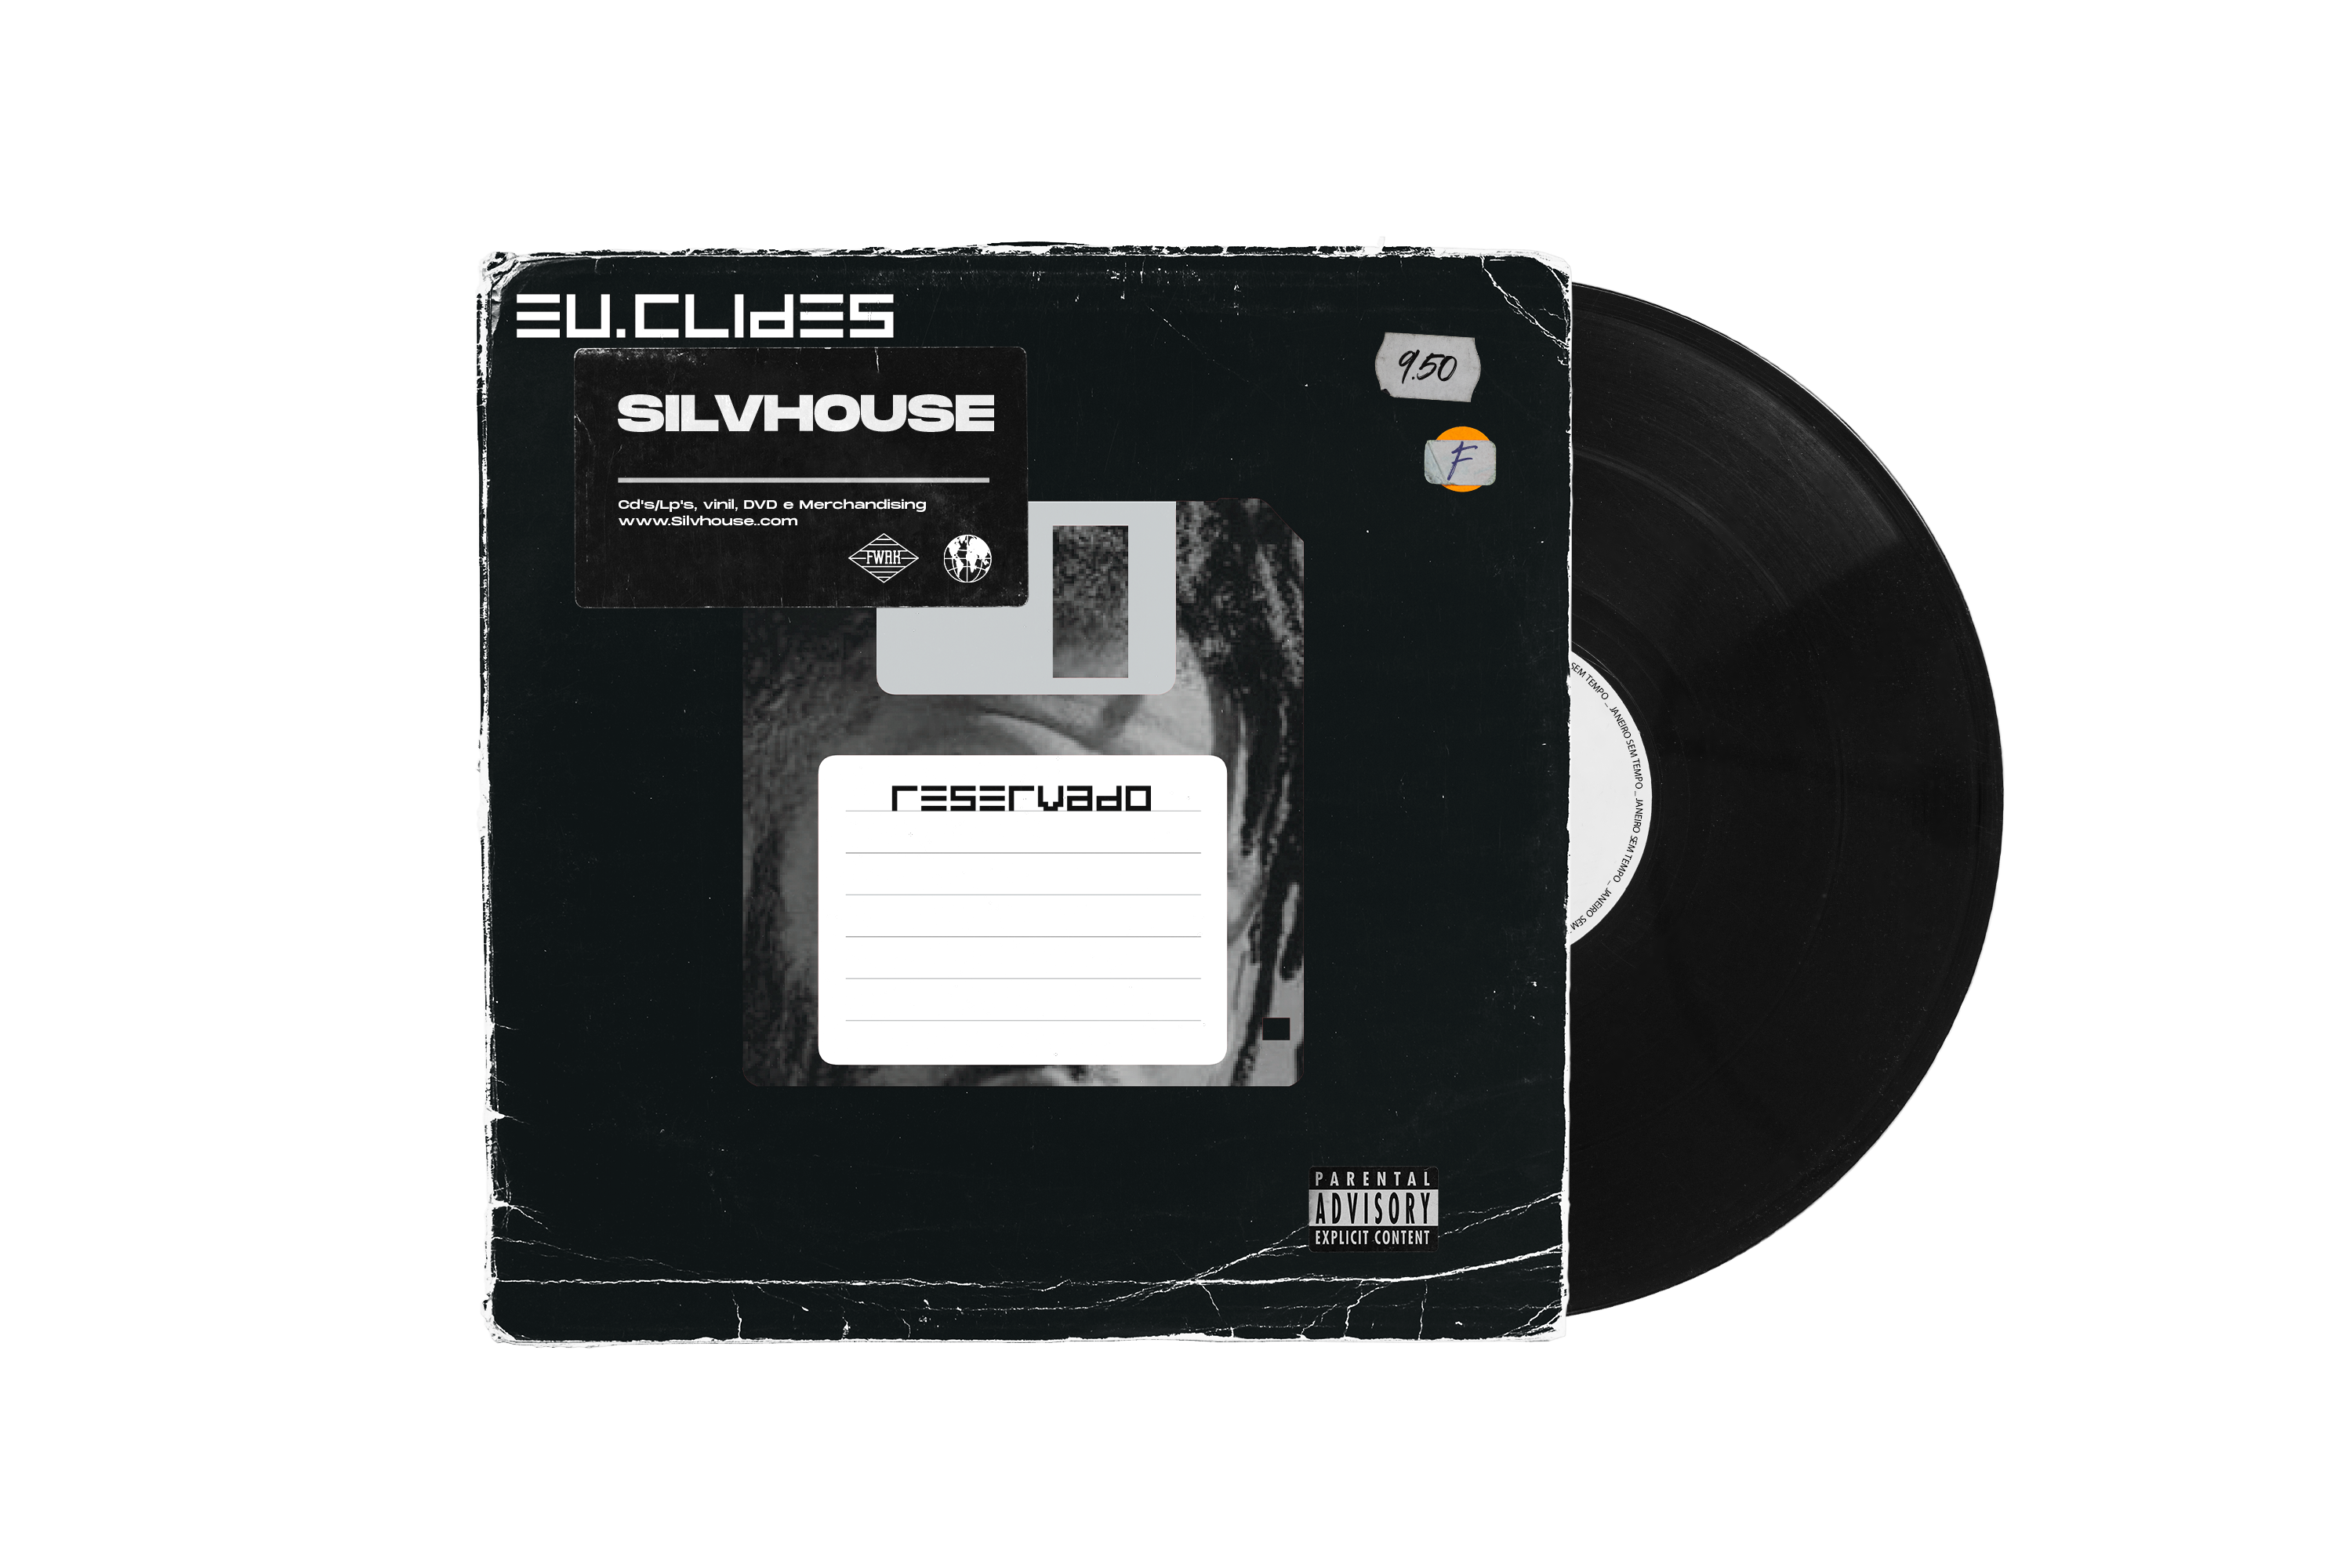 EU.CLIdES
SILVHOUSE
Cd's/Lp's, vinil, DVD e Merchandising
www.Silvhouse..com
FWRK
9.50
F
reservado
SEM TEMPO _ JANEIRO SEM TEMPO _ JANEIRO SEM TEMPO _ JANEIRO SEM
PARENTAL
ADVISORY
EXPLICIT CONTENT